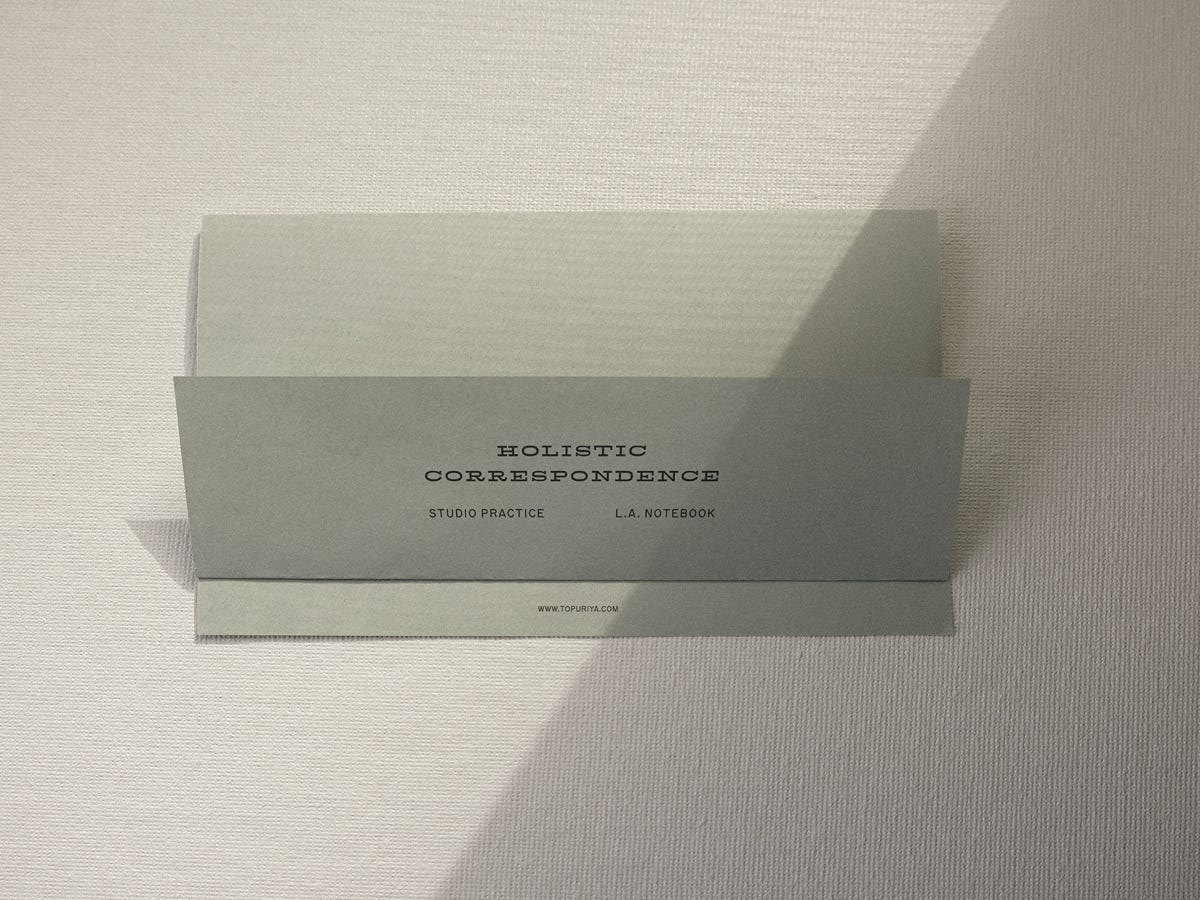 HOLISTIC
CORRESPONDENCE
STUDIO PRACTICE L.A. NOTEBOOK
WWW.TOPURIYA.COM